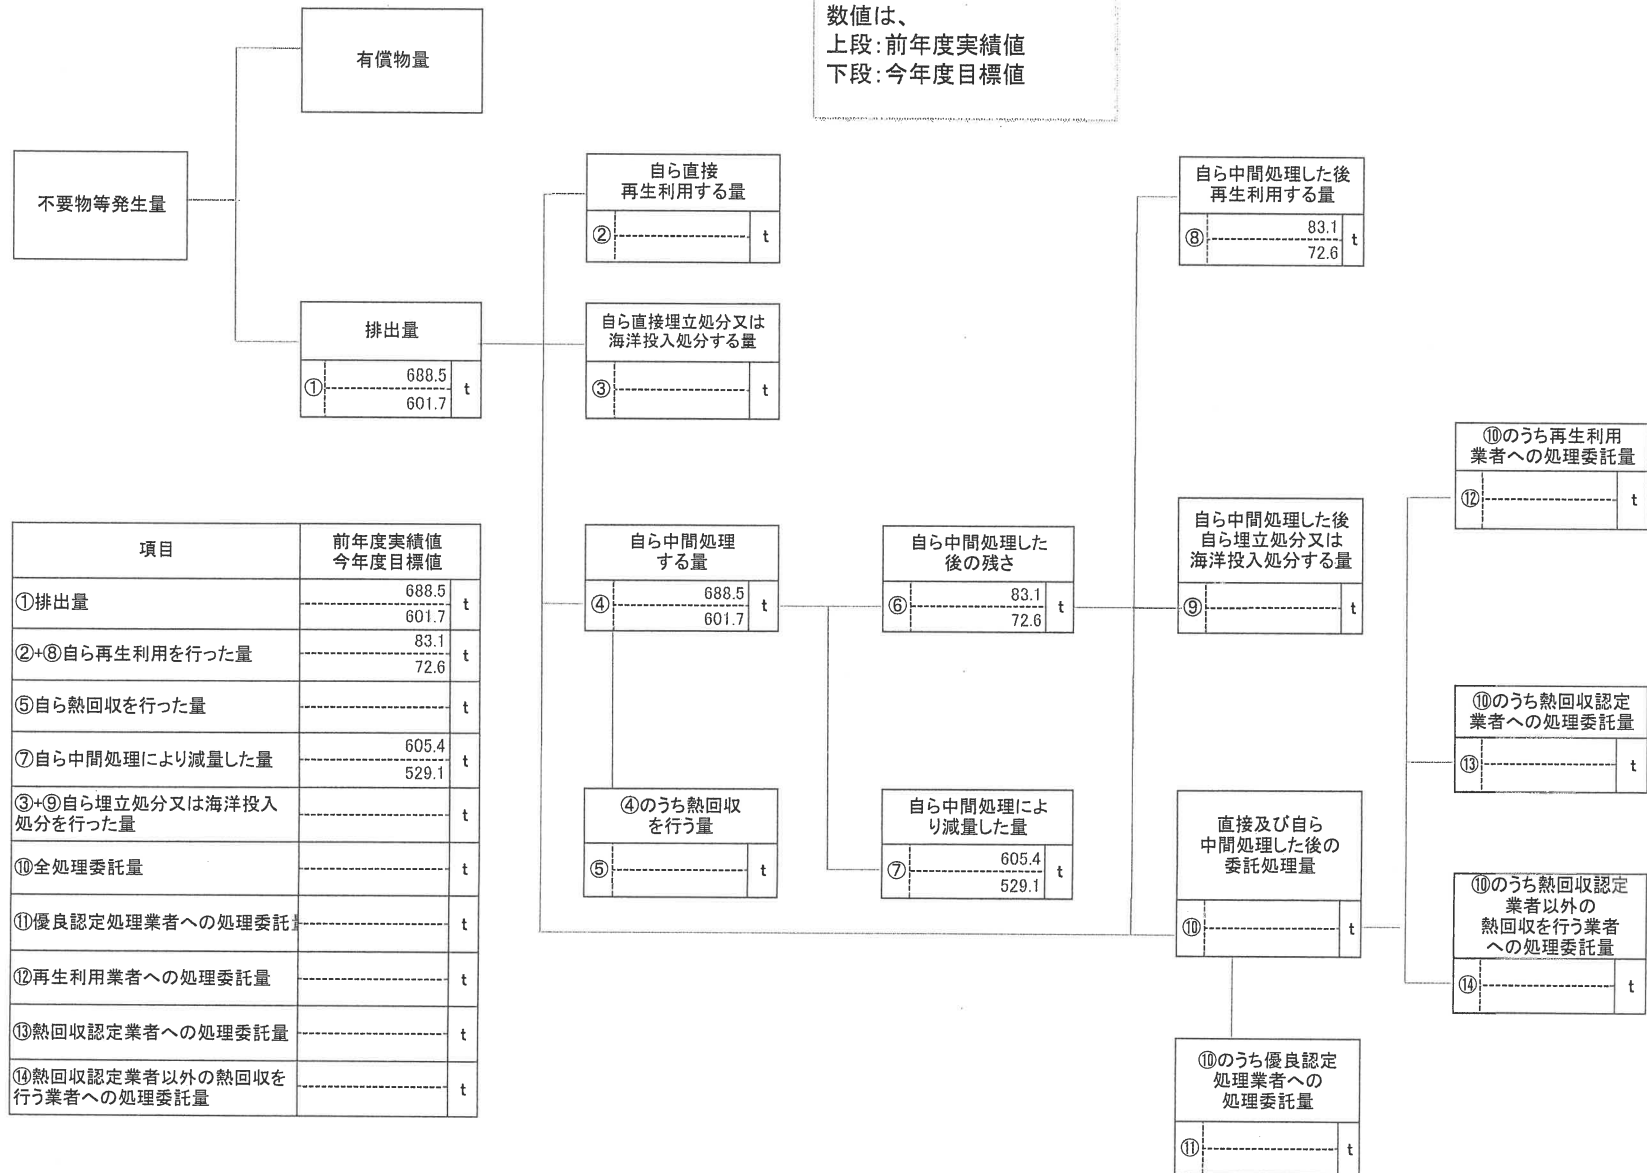 数値は、
上段:前年度実績値
下段:今年度目標値
有償物量
不要物等発生量
排出量
①
688.5
601.7
t
自ら直接
再生利用する量
②
t
自ら直接埋立処分又は
海洋投入処分する量
③
t
自ら中間処理
する量
④
688.5
601.7
t
④のうち熱回収
を行う量
⑤
t
自ら中間処理した
後の残さ
⑥
83.1
72.6
t
自ら中間処理によ
り減量した量
⑦
605.4
529.1
t
自ら中間処理した後
再生利用する量
⑧
83.1
72.6
t
自ら中間処理した後
自ら埋立処分又は
海洋投入処分する量
⑨
t
直接及び自ら
中間処理した後の
委託処理量
⑩
t
⑩のうち優良認定
処理業者への
処理委託量
⑪
t
⑩のうち再生利用
業者への処理委託量
⑫
t
⑩のうち熱回収認定
業者への処理委託量
⑬
t
⑩のうち熱回収認定
業者以外の
熱回収を行う業者
への処理委託量
⑭
t
項目
前年度実績値
今年度目標値
①排出量
688.5
601.7
t
②+⑧自ら再生利用を行った量
83.1
72.6
t
⑤自ら熱回収を行った量
t
⑦自ら中間処理により減量した量
605.4
529.1
t
③+⑨自ら埋立処分又は海洋投入
処分を行った量
t
⑩全処理委託量
t
⑪優良認定処理業者への処理委託
t
⑫再生利用業者への処理委託量
t
⑬熱回収認定業者への処理委託量
t
⑭熱回収認定業者以外の熱回収を
行う業者への処理委託量
t